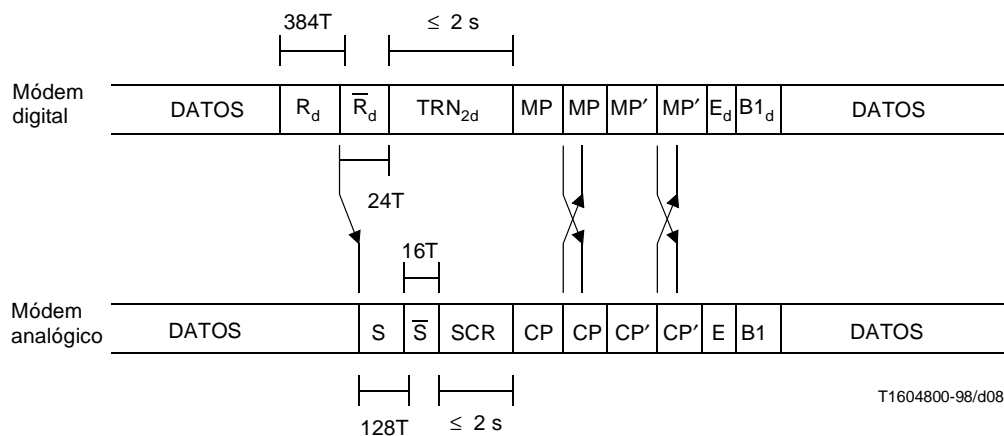 384T
≤ 2 s
Módem
digital
DATOS R_d R̅_d TRN_2d MP MP MP′ MP′ E_d B1_d DATOS
24T
16T
Módem
analógico
DATOS S S̅ SCR CP CP CP′ CP′ E B1 DATOS
128T
≤ 2 s
T1604800-98/d08